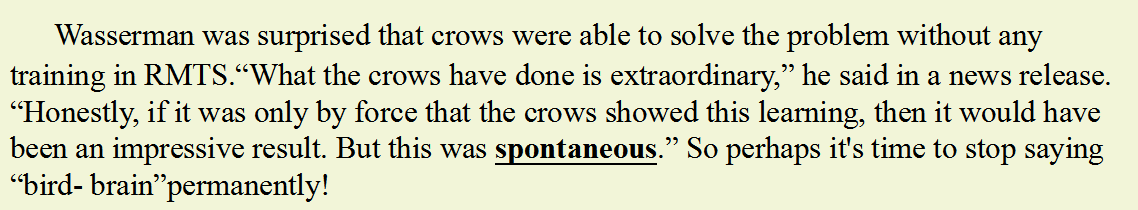 Wasserman was surprised that crows were able to solve the problem without any
training in RMTS.“What the crows have done is extraordinary,” he said in a news release.
“Honestly, if it was only by force that the crows showed this learning, then it would have
been an impressive result. But this was spontaneous.” So perhaps it's time to stop saying
“bird- brain”permanently!